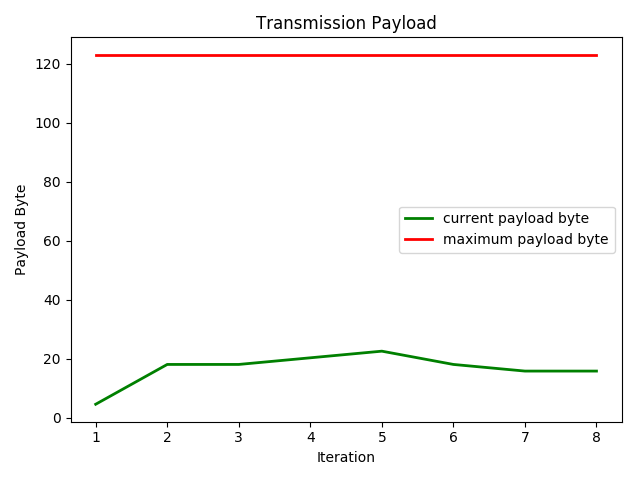 Transmission Payload
Payload Byte
120
100
80
60
40
20
0
current payload byte
maximum payload byte
1 2 3 4 5 6 7 8
Iteration